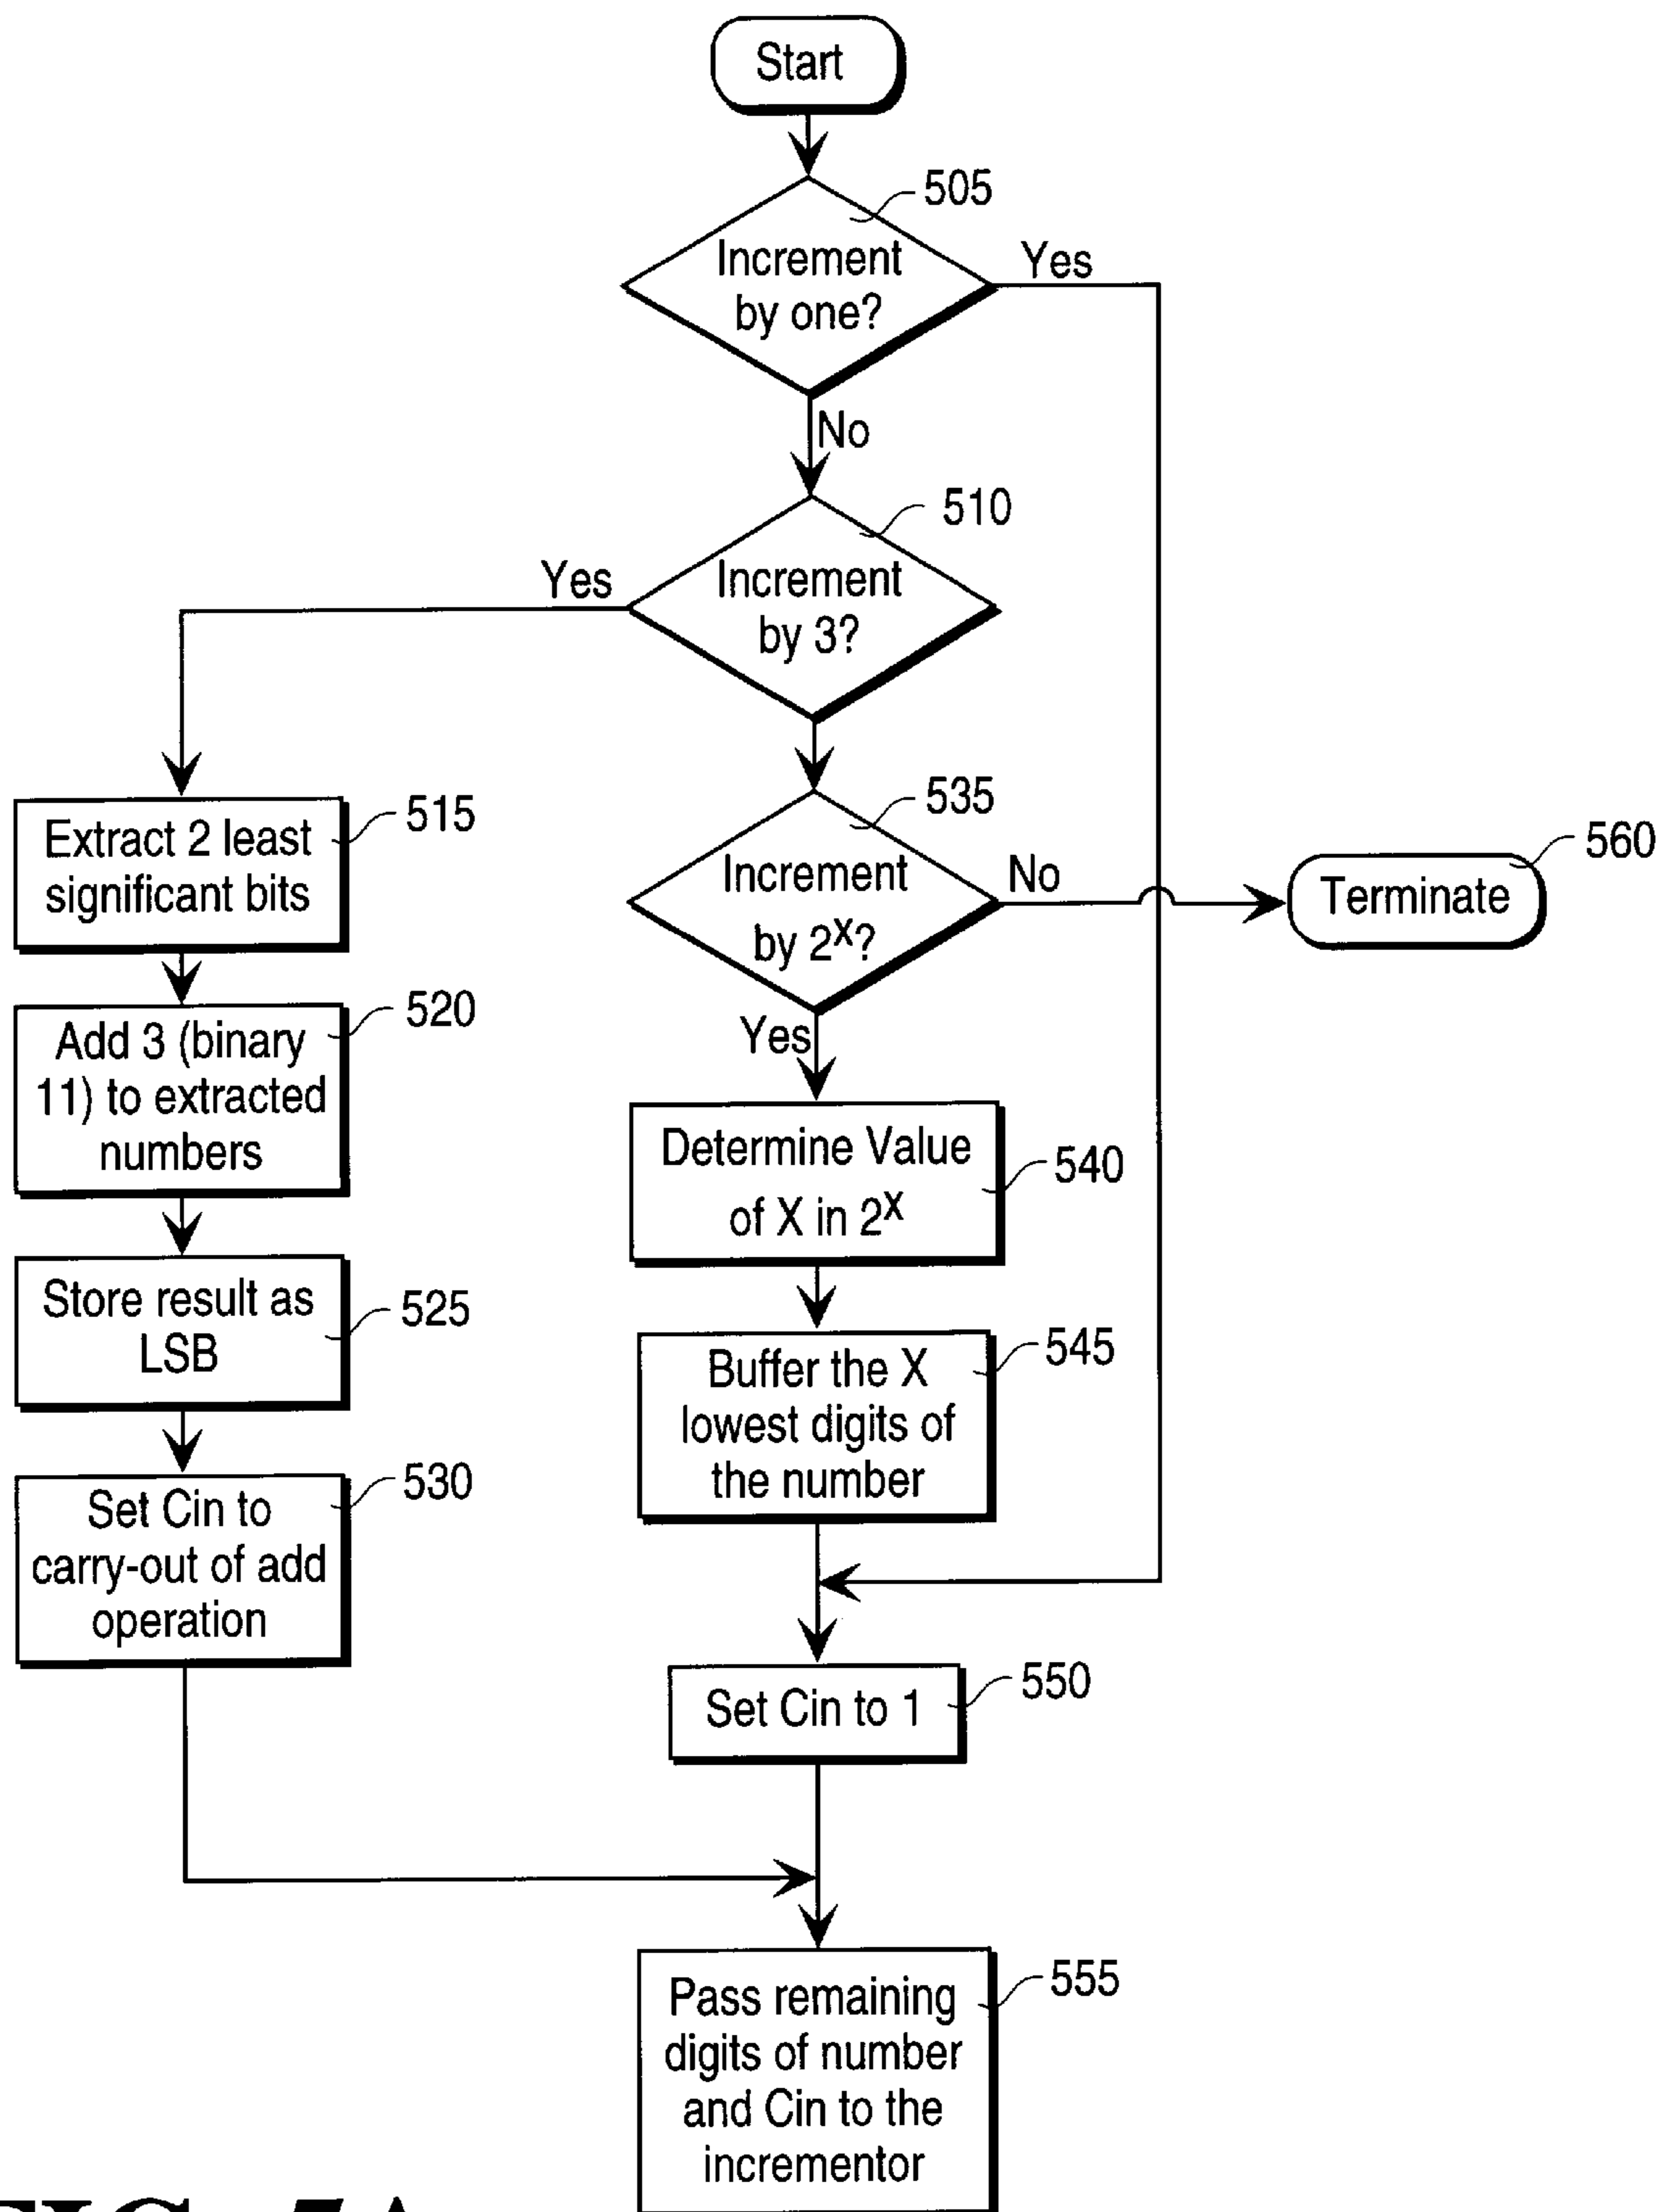 Start
505
Increment
by one?
Yes
No
510
Increment
by 3?
Yes
535
Increment
by 2^X?
No
560
Terminate
Yes
515
Extract 2 least
significant bits
520
Add 3 (binary
11) to extracted
numbers
525
Store result as
LSB
530
Set Cin to
carry-out of add
operation
540
Determine Value
of X in 2^X
545
Buffer the X
lowest digits of
the number
550
Set Cin to 1
555
Pass remaining
digits of number
and Cin to the
incrementor